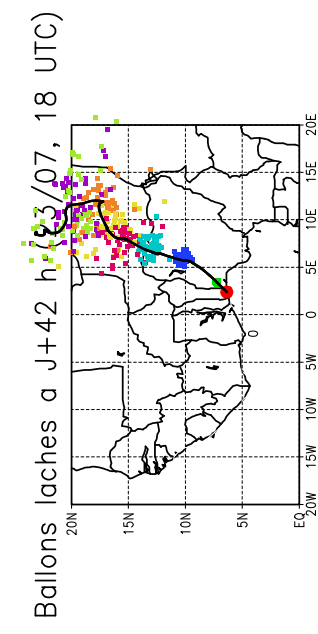 Ballons laches a J+42 h 18 UTC)
20N
15N
10N
5N
0
EQ
20W 15W 10W 5W 0 5E 10E 15E 20E